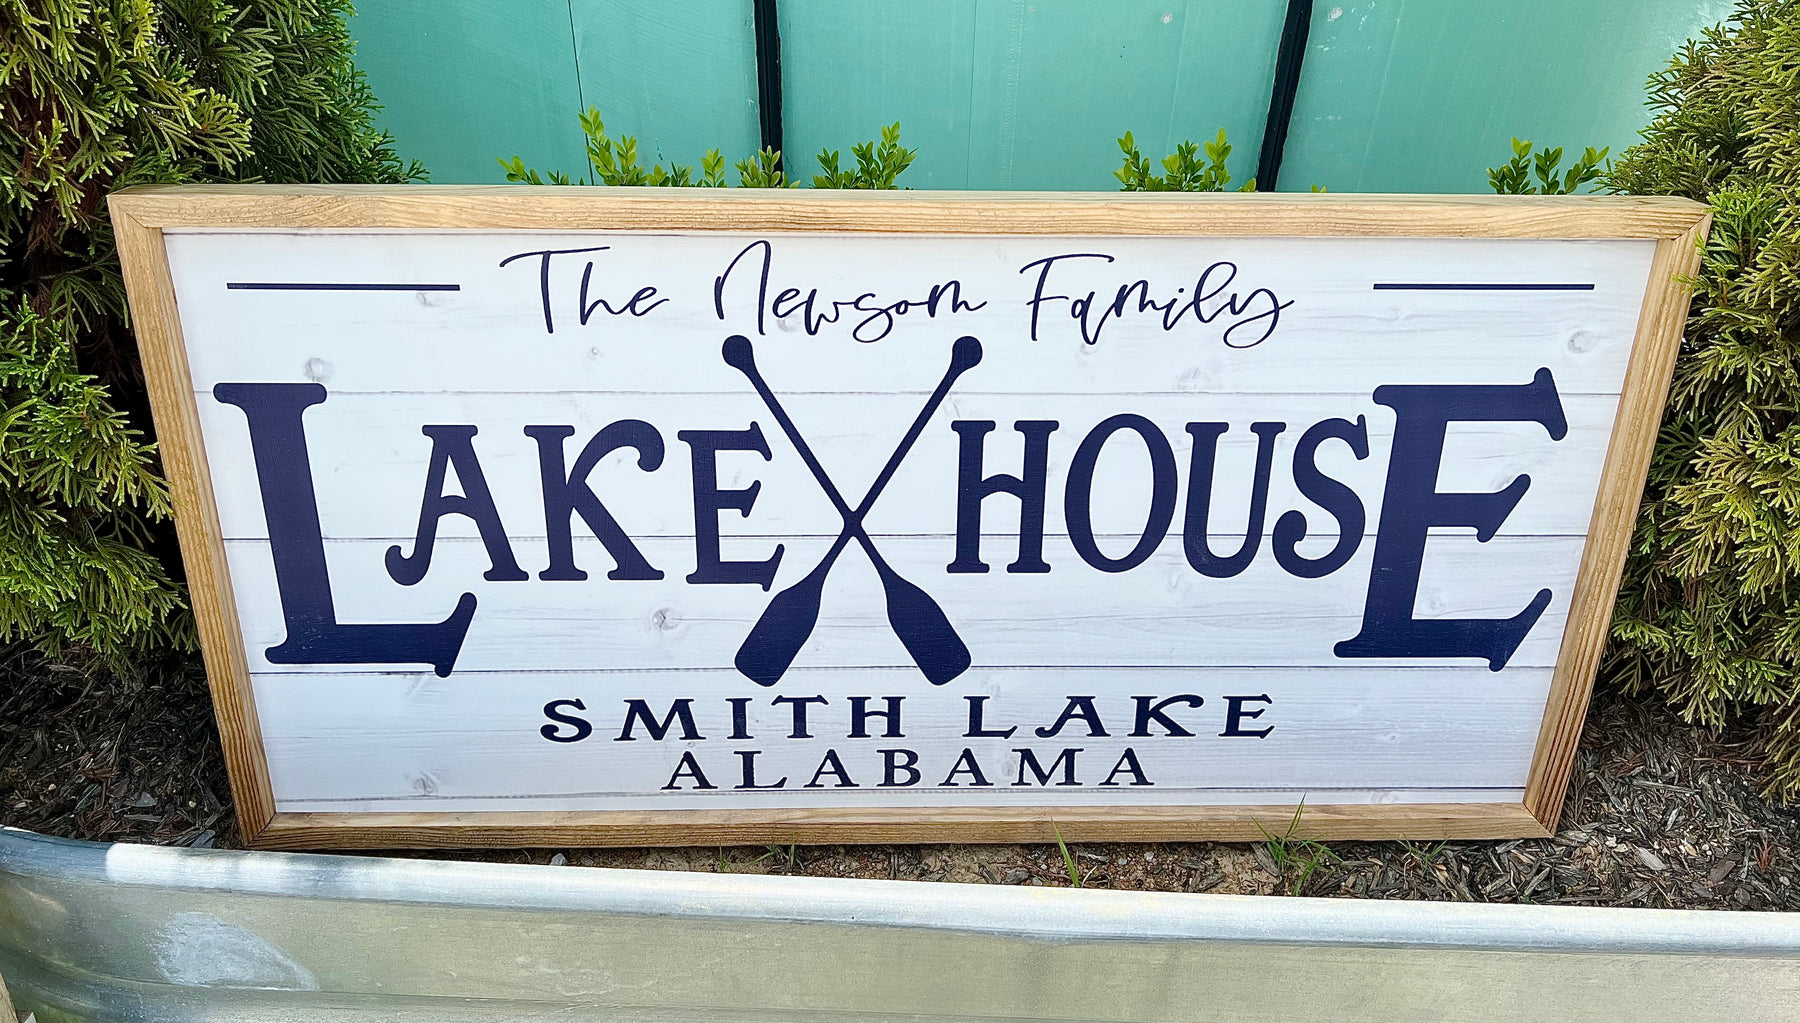 The Newsom Family
LAKE HOUSE
SMITH LAKE
ALABAMA